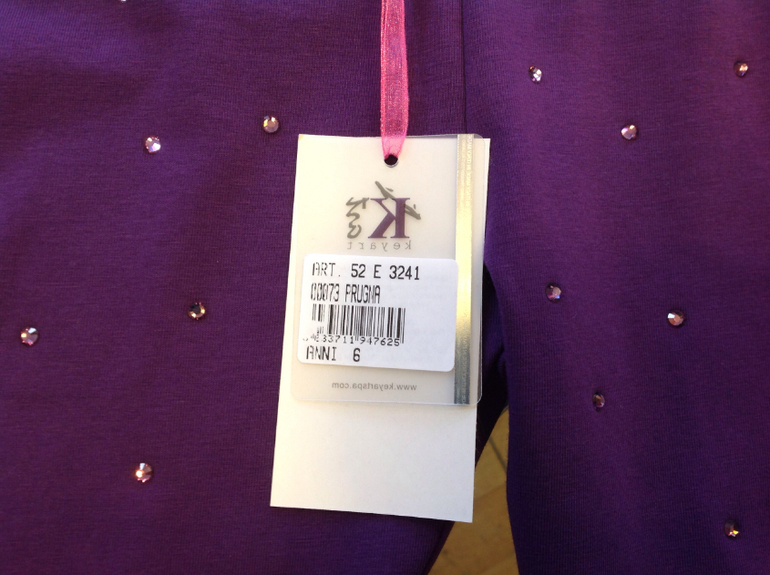 K
keyart
ART. 52 E 3241
00073 PRUGNA
ANNI 6
www.keyartspa.com